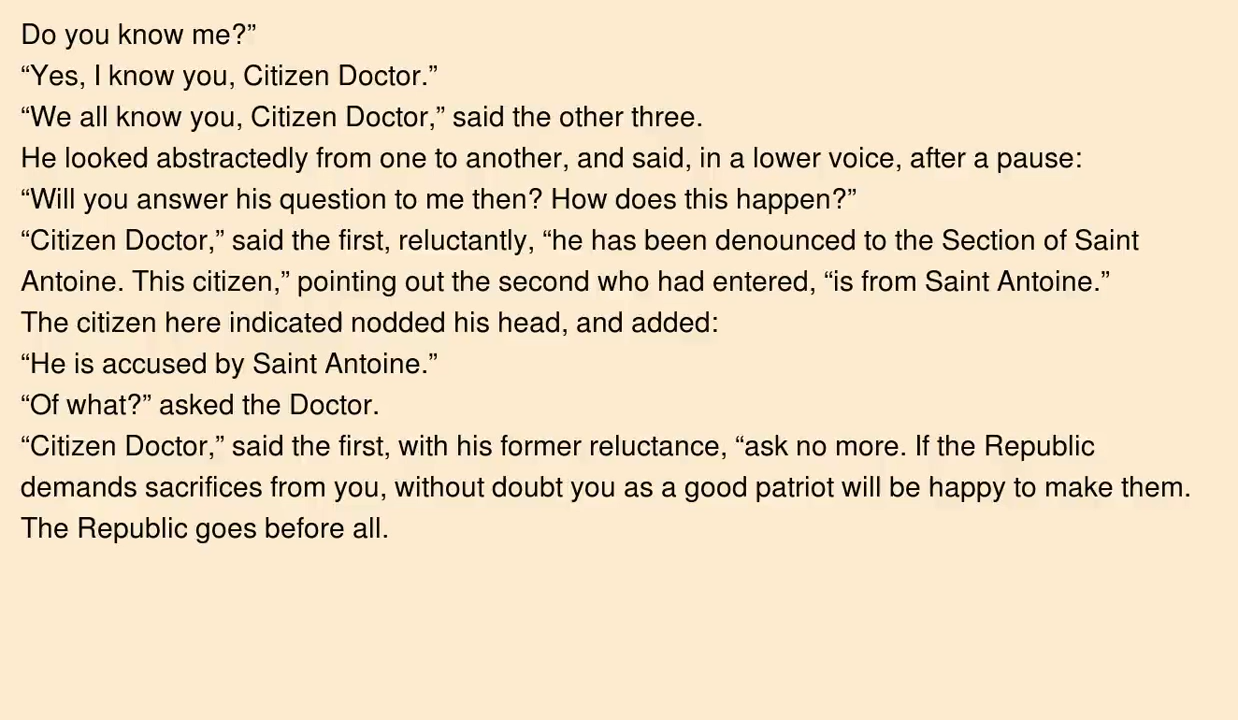 Do you know me?”
“Yes, I know you, Citizen Doctor.”
“We all know you, Citizen Doctor,” said the other three.
He looked abstractedly from one to another, and said, in a lower voice, after a pause:
“Will you answer his question to me then? How does this happen?”
“Citizen Doctor,” said the first, reluctantly, “he has been denounced to the Section of Saint
Antoine. This citizen,” pointing out the second who had entered, “is from Saint Antoine.”
The citizen here indicated nodded his head, and added:
“He is accused by Saint Antoine.”
“Of what?” asked the Doctor.
“Citizen Doctor,” said the first, with his former reluctance, “ask no more. If the Republic
demands sacrifices from you, without doubt you as a good patriot will be happy to make them.
The Republic goes before all.